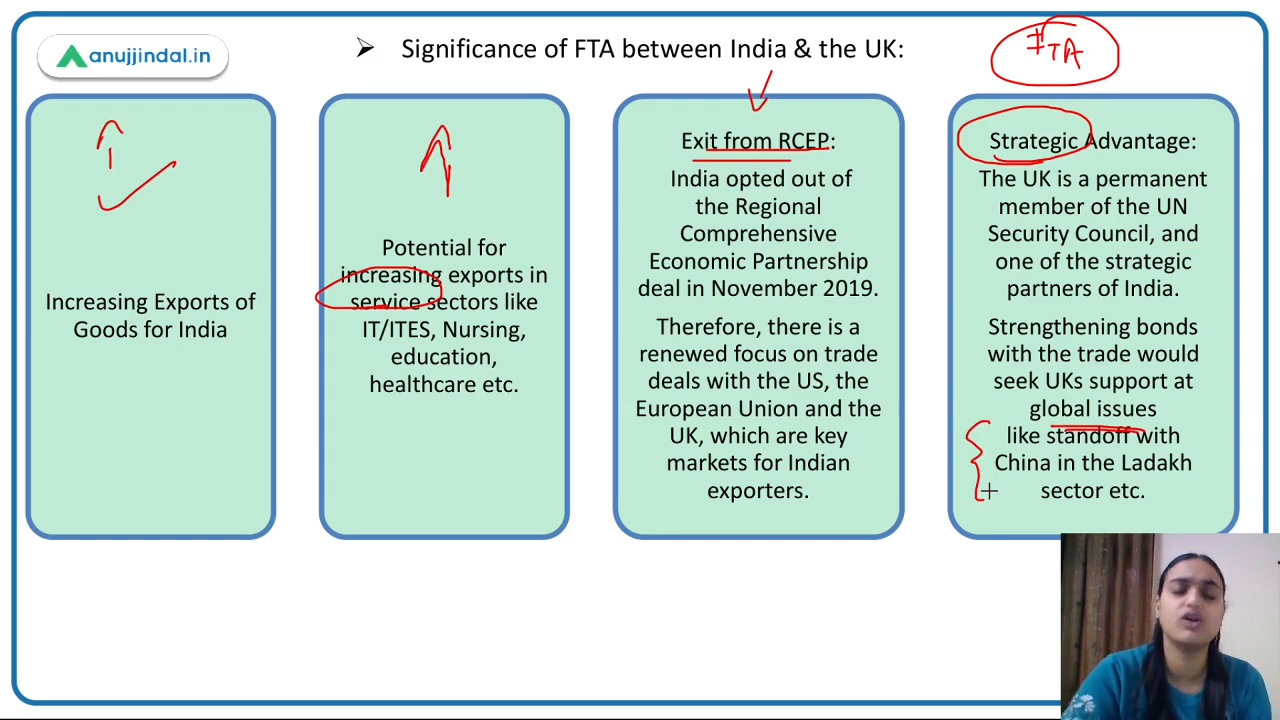 anujjindal.in
➢ Significance of FTA between India & the UK:
FTA
Increasing Exports of
Goods for India
Potential for
increasing exports in
service sectors like
IT/ITES, Nursing,
education,
healthcare etc.
Exit from RCEP:
India opted out of
the Regional
Comprehensive
Economic Partnership
deal in November 2019.
Therefore, there is a
renewed focus on trade
deals with the US, the
European Union and the
UK, which are key
markets for Indian
exporters.
Strategic Advantage:
The UK is a permanent
member of the UN
Security Council, and
one of the strategic
partners of India.
Strengthening bonds
with the trade would
seek UKs support at
global issues
like standoff with
China in the Ladakh
sector etc.